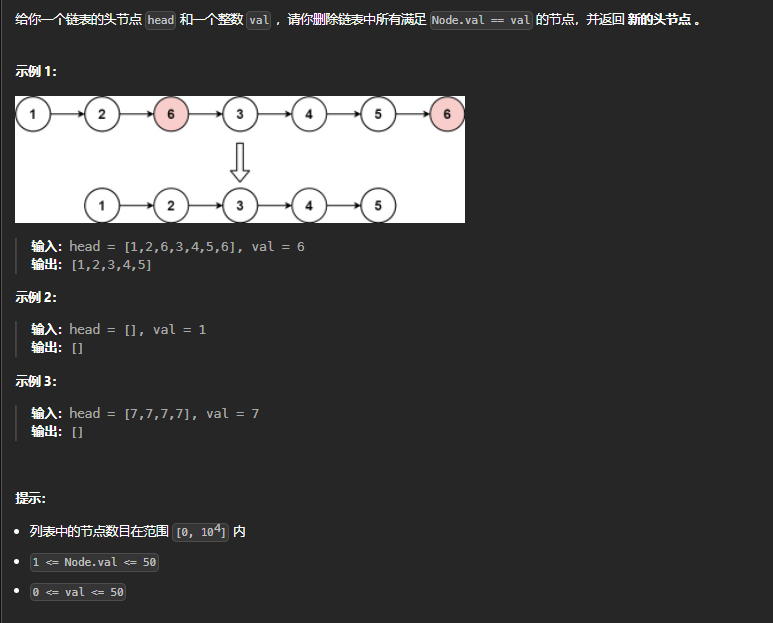 给你一个链表的头节点 head 和一个整数 val ，请你删除链表中所有满足 Node.val == val 的节点，并返回 新的头节点 。
示例 1：
1 2 6 3 4 5 6
1 2 3 4 5
输入：head = [1,2,6,3,4,5,6], val = 6
输出：[1,2,3,4,5]
示例 2：
输入：head = [], val = 1
输出：[]
示例 3：
输入：head = [7,7,7,7], val = 7
输出：[]
提示：
• 列表中的节点数目在范围 [0, 10⁴] 内
• 1 <= Node.val <= 50
• 0 <= val <= 50